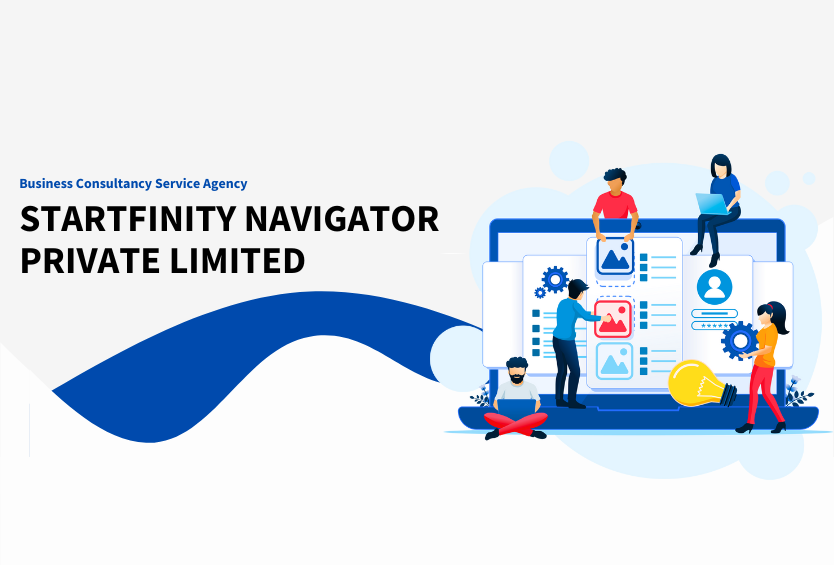 Business Consultancy Service Agency
STARTFINITY NAVIGATOR
PRIVATE LIMITED